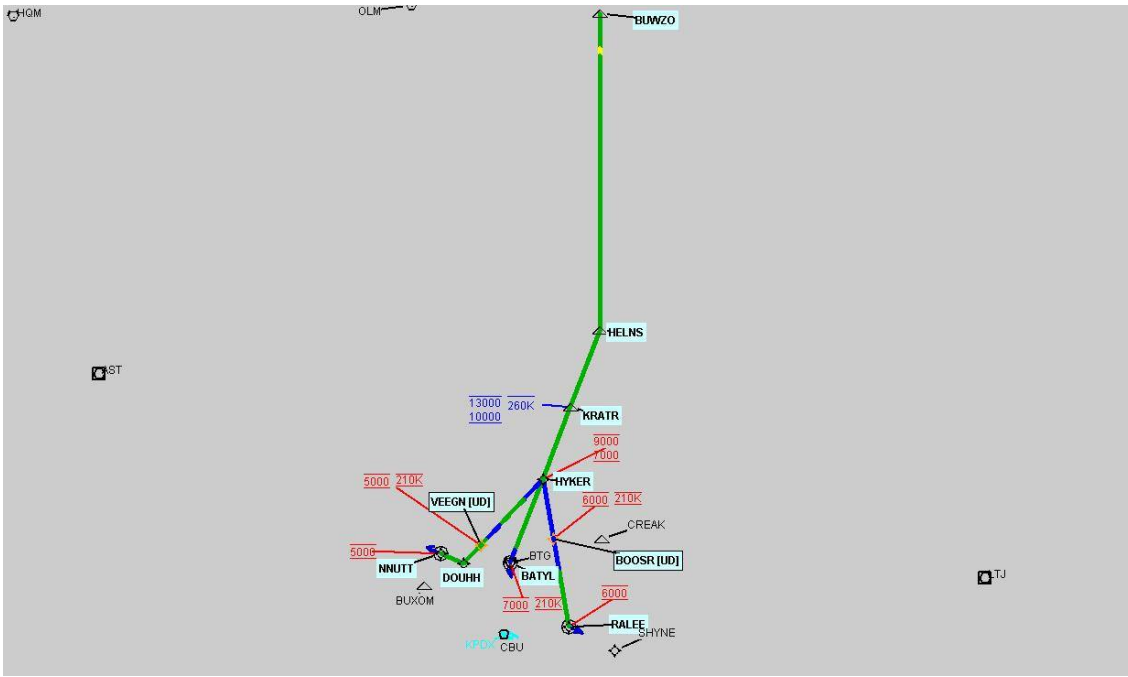 HQM
OLM
BUWZO
HELNS
AST
13000 260K
10000
KRATR
9000
7000
HYKER
5000 210K
VEEGN [UD]
6000 210K
CREAK
5000
NNUTT
DOUHH
BTG
BATYL
BOOSR [UD]
LTJ
BUXOM
7000 210K
6000
RALEE
SHYNE
KPDX
CBU